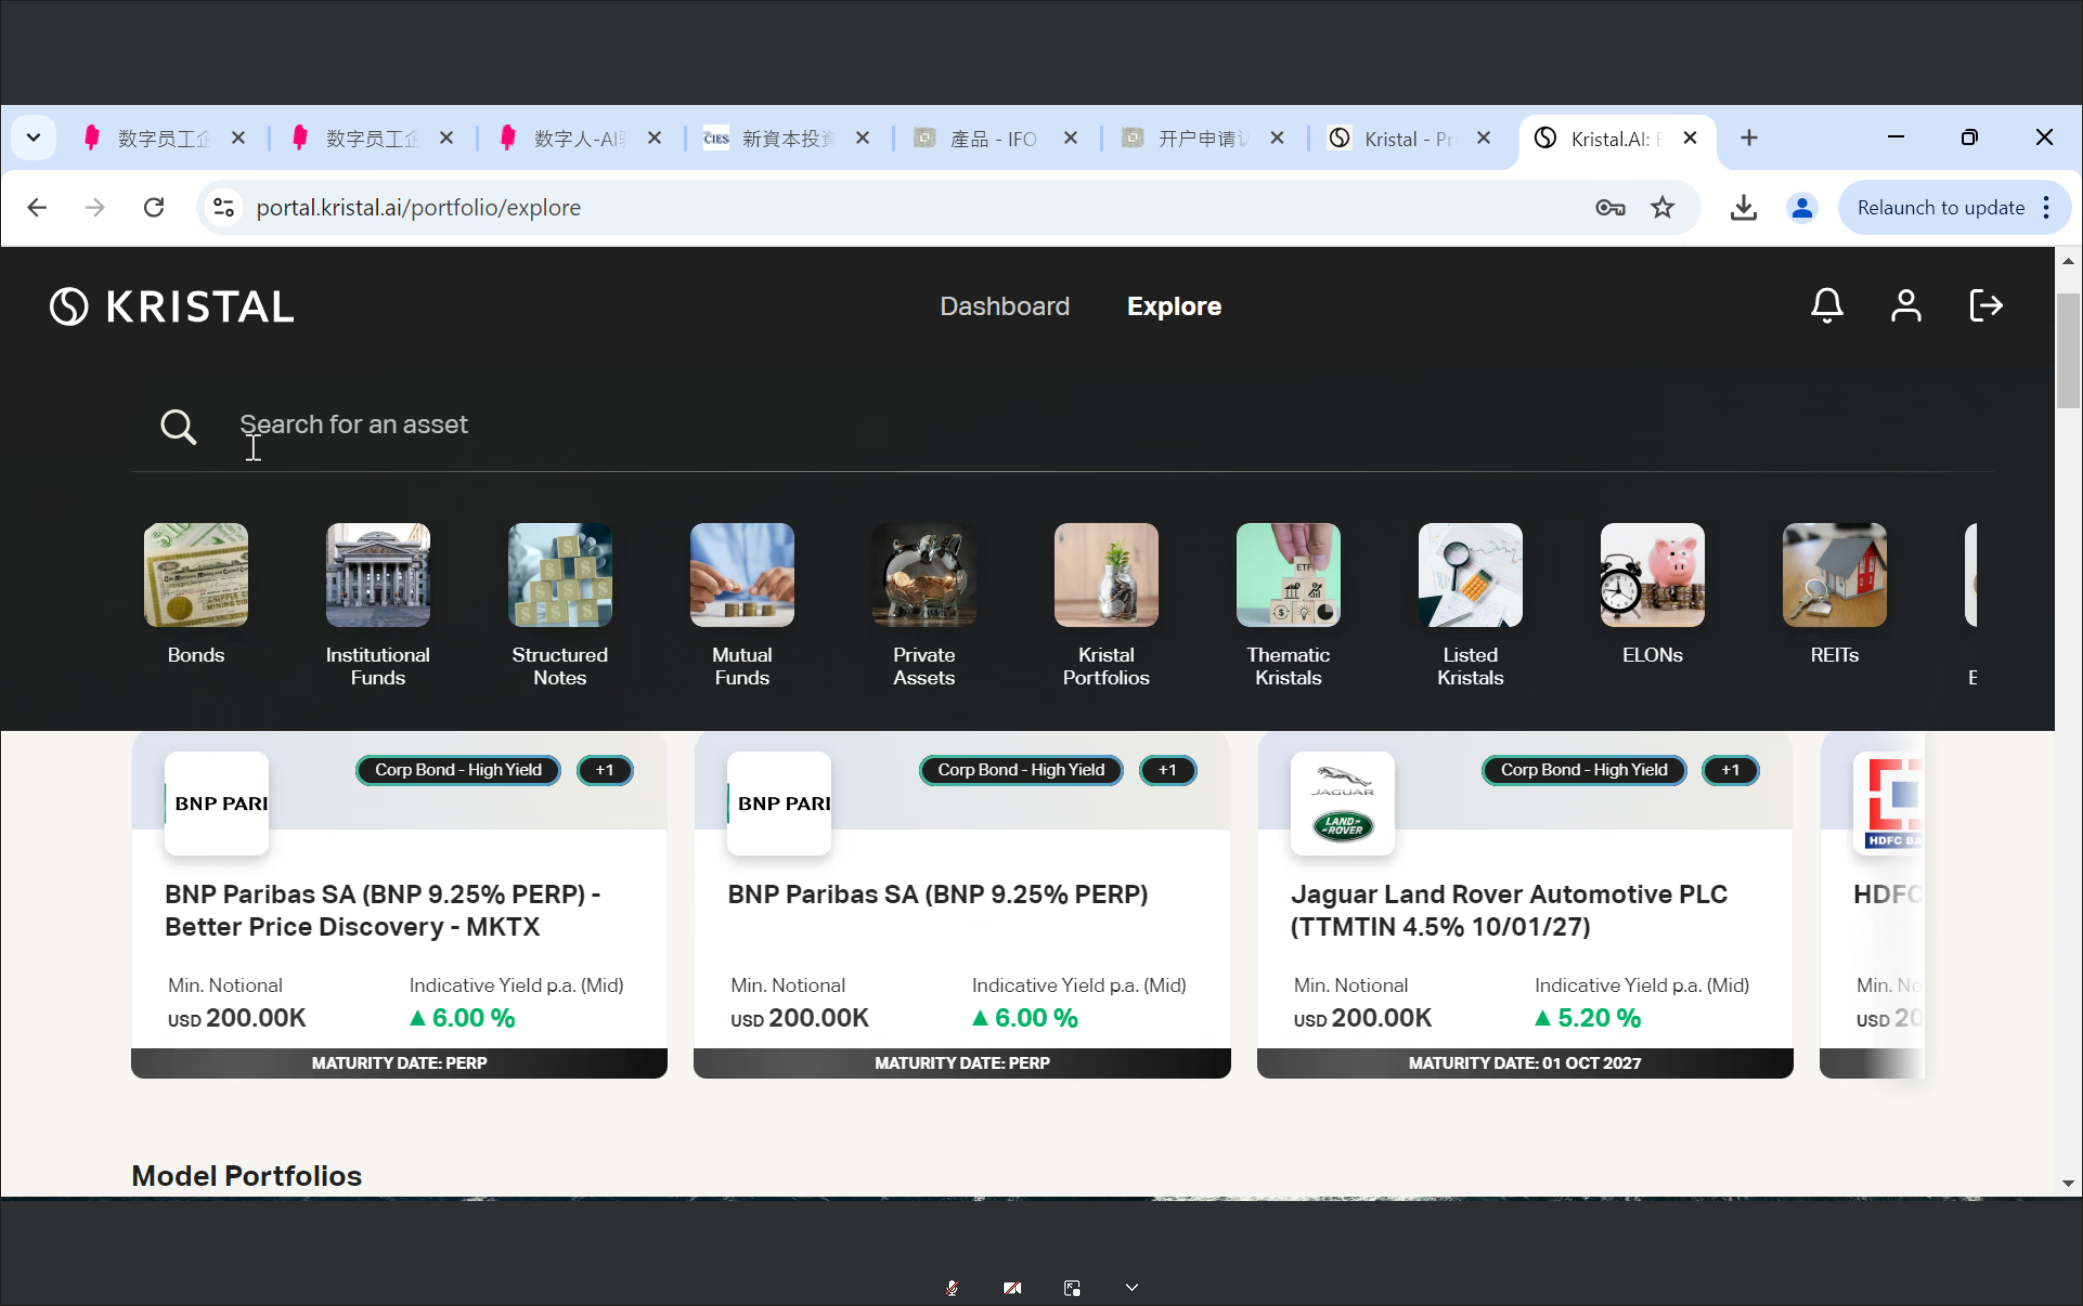 数字员工企
数字员工企
数字人-AI
CIES 新資本投資
產品 - IFO
开户申请认
Kristal - Pr
Kristal.AI: E
portal.kristal.ai/portfolio/explore
Relaunch to update
KRISTAL
Dashboard
Explore
Search for an asset
Bonds
Institutional
Funds
Structured
Notes
Mutual
Funds
Private
Assets
Kristal
Portfolios
ETF
Thematic
Kristals
Listed
Kristals
ELONs
REITs
E
BNP PARI
Corp Bond - High Yield
+1
BNP Paribas SA (BNP 9.25% PERP) -
Better Price Discovery - MKTX
Min. Notional
Indicative Yield p.a. (Mid)
USD 200.00K
▲ 6.00 %
MATURITY DATE: PERP
BNP PARI
Corp Bond - High Yield
+1
BNP Paribas SA (BNP 9.25% PERP)
Min. Notional
Indicative Yield p.a. (Mid)
USD 200.00K
▲ 6.00 %
MATURITY DATE: PERP
JAGUAR
LAND-
-ROVER
Corp Bond - High Yield
+1
Jaguar Land Rover Automotive PLC
(TTMTIN 4.5% 10/01/27)
Min. Notional
Indicative Yield p.a. (Mid)
USD 200.00K
▲ 5.20 %
MATURITY DATE: 01 OCT 2027
HDFC BA
HDFC
Min. No
USD 20
Model Portfolios